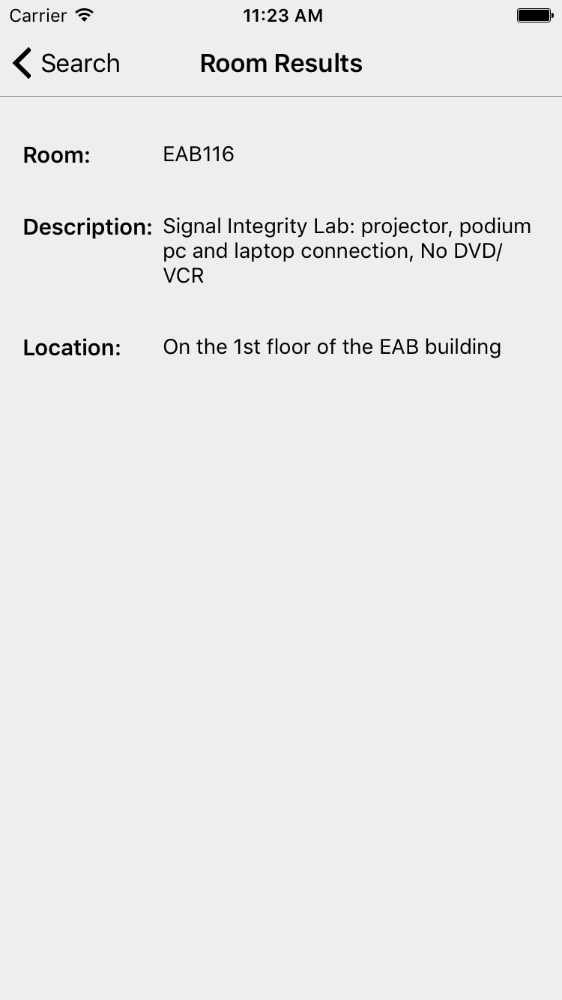 Carrier 11:23 AM
Search Room Results
Room: EAB116
Description: Signal Integrity Lab: projector, podium
pc and laptop connection, No DVD/
VCR
Location: On the 1st floor of the EAB building